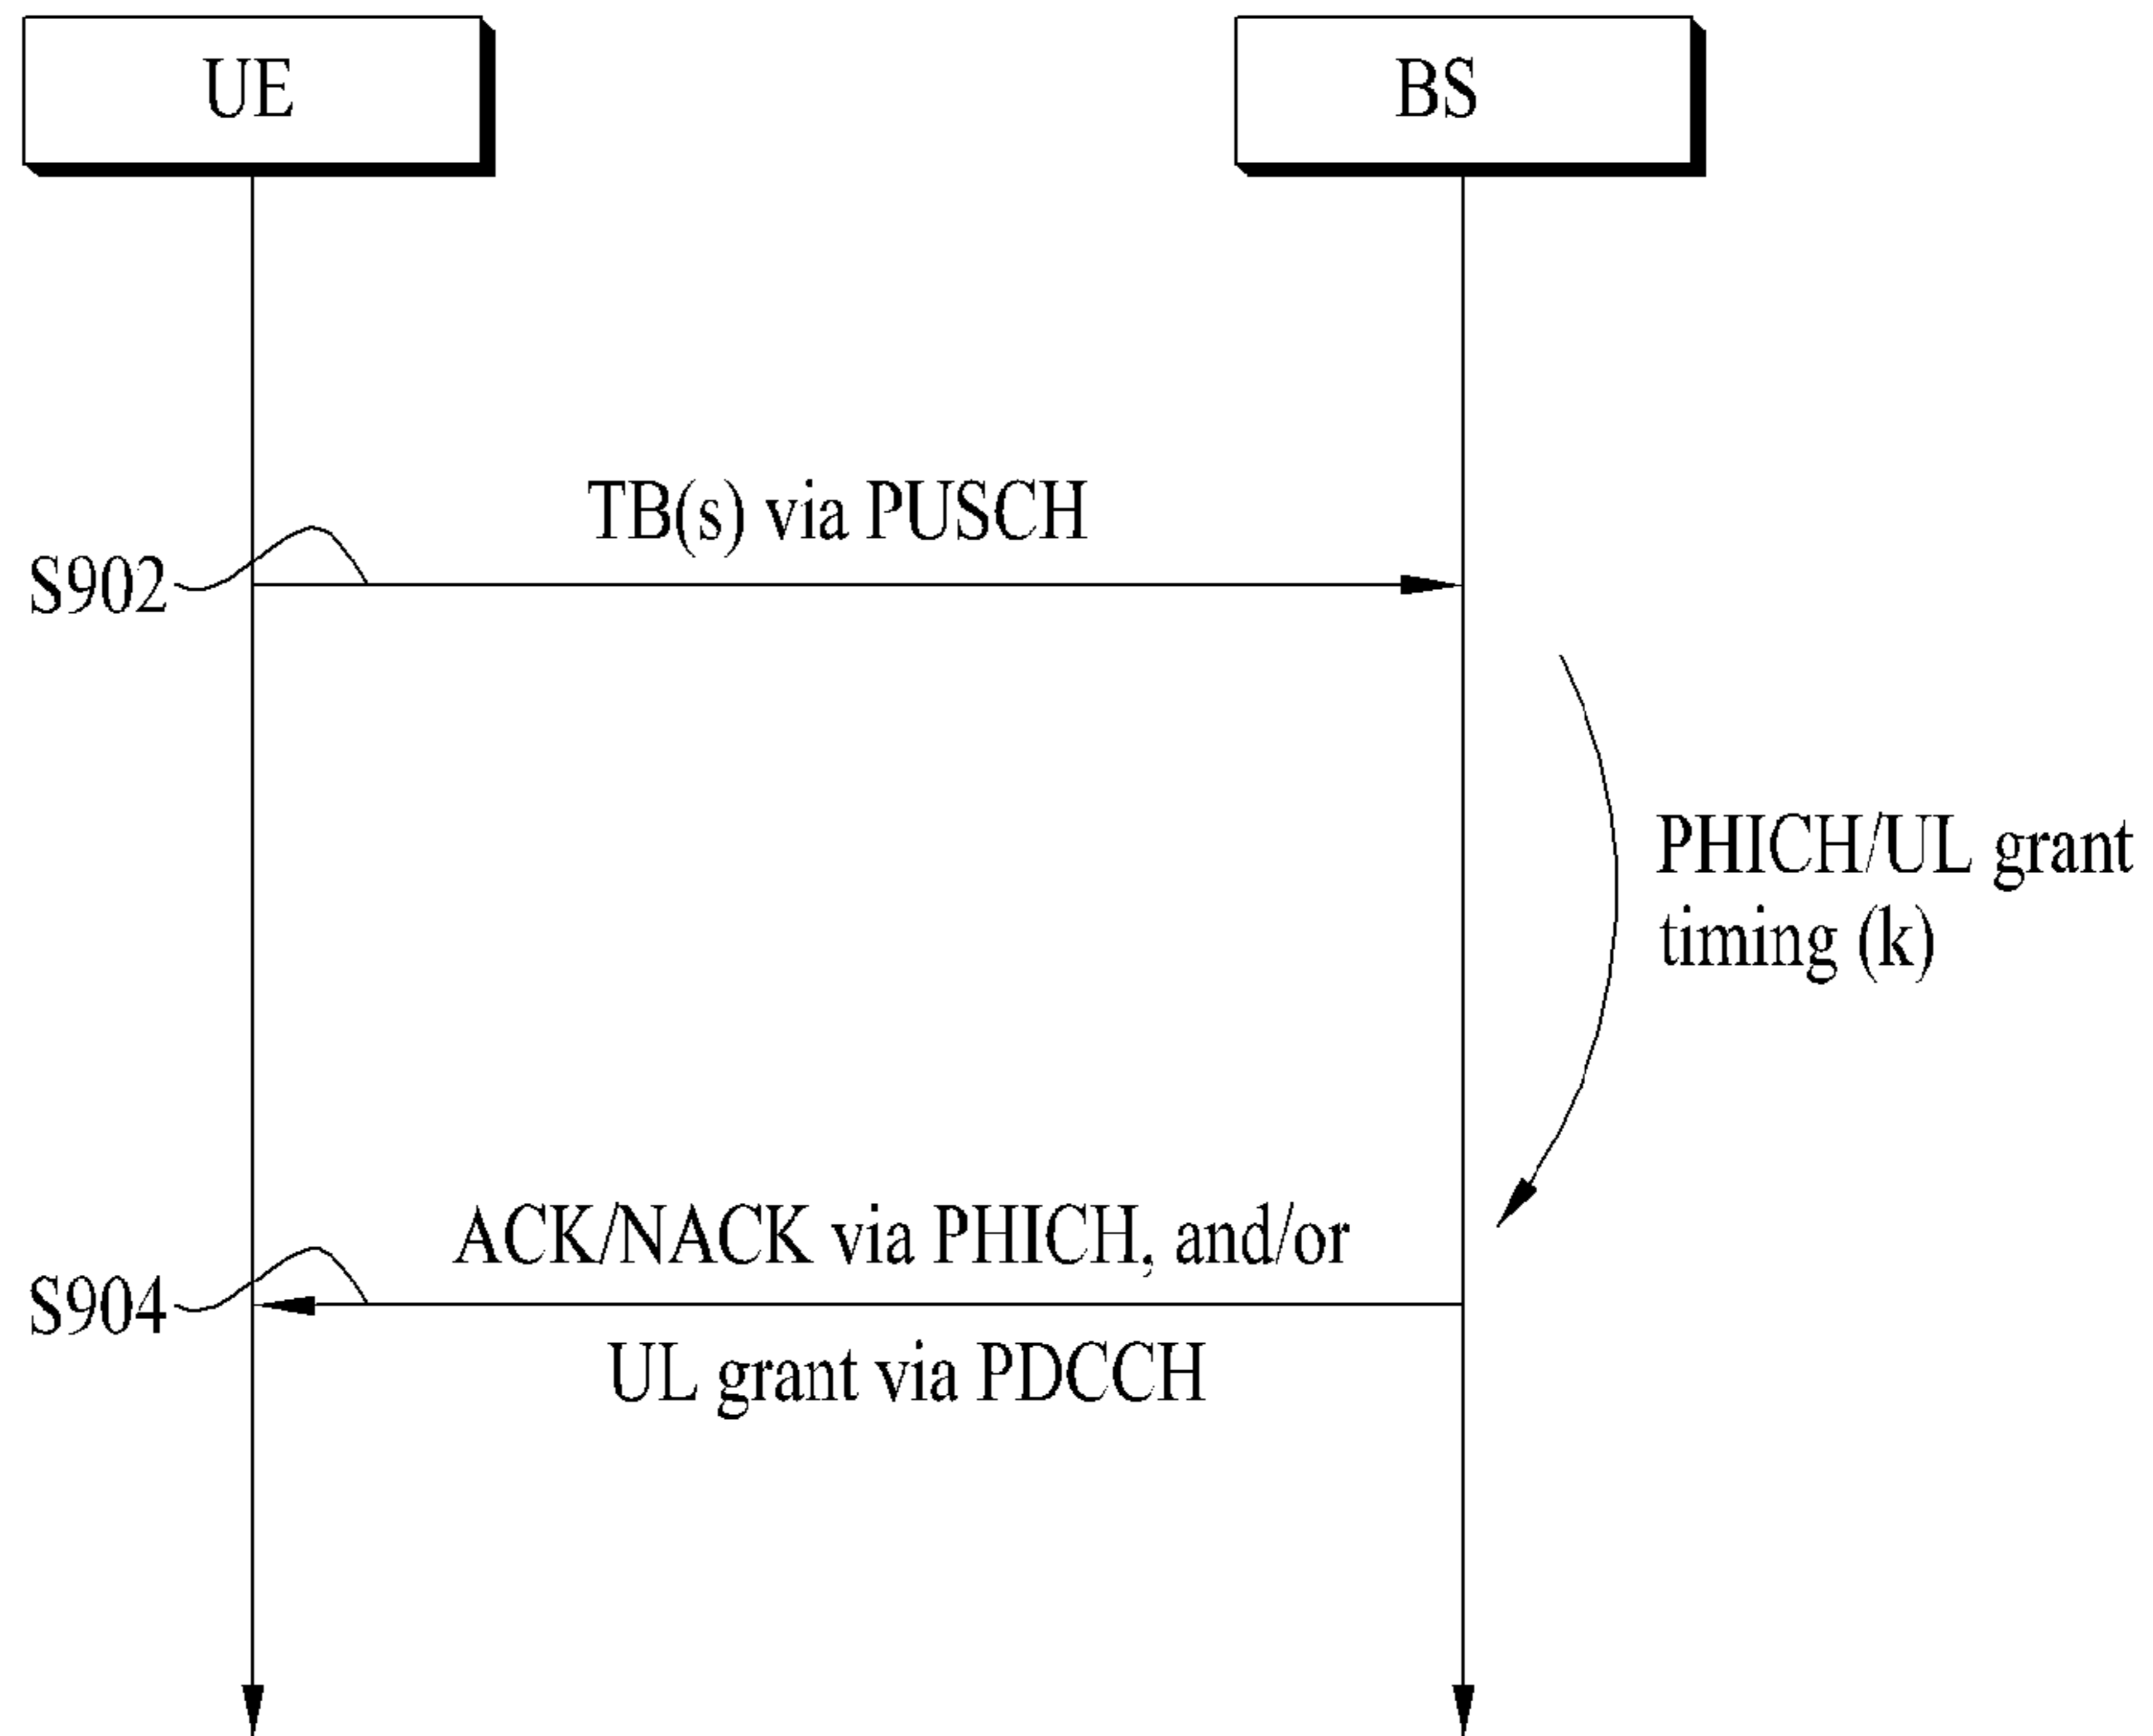 UE
BS
TB(s) via PUSCH
S902
PHICH/UL grant
timing (k)
ACK/NACK via PHICH, and/or
S904
UL grant via PDCCH